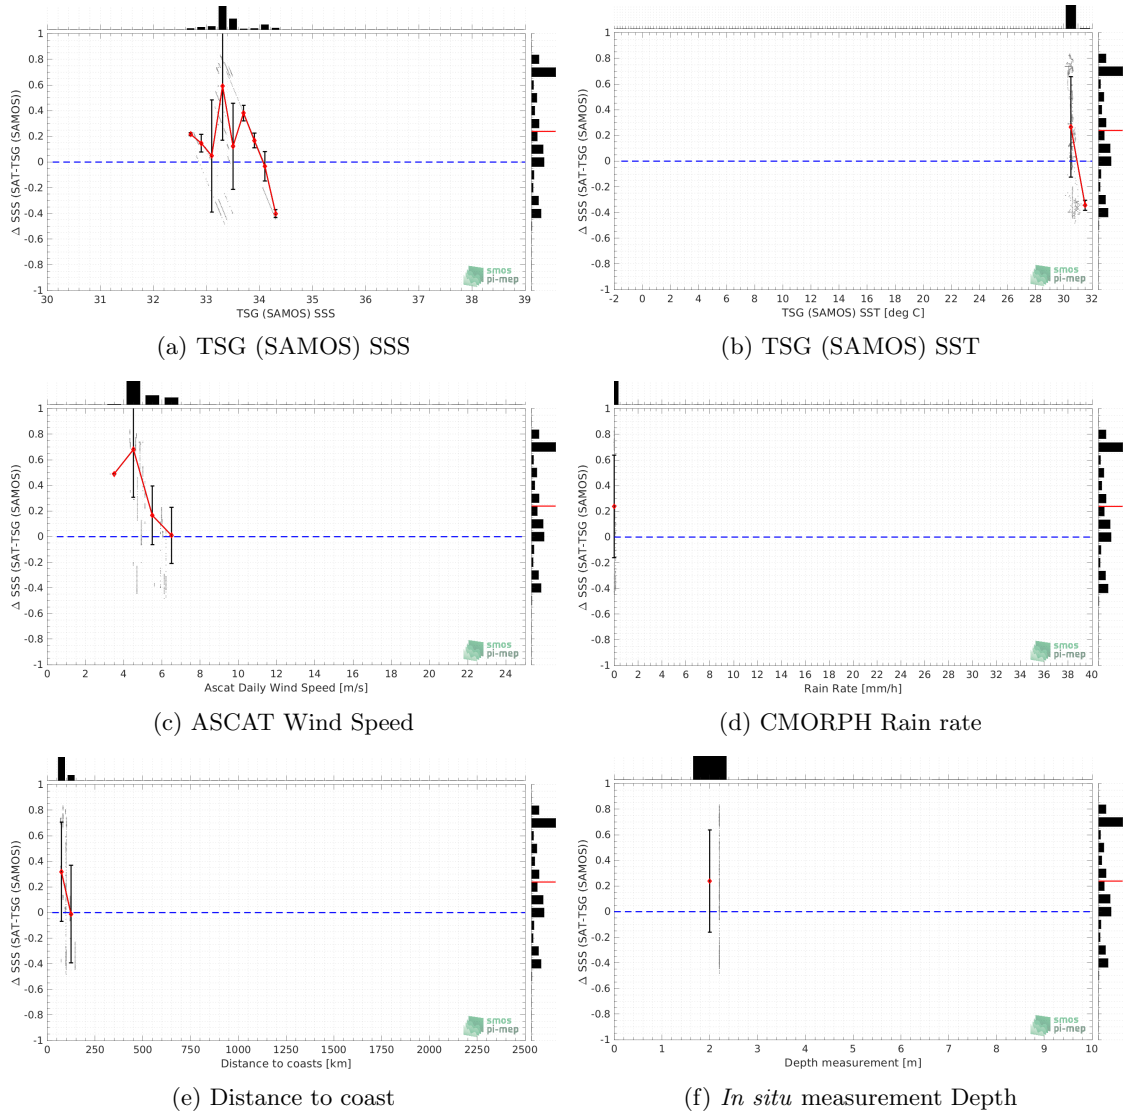 1
0.8
0.6
0.4
0.2
0
-0.2
-0.4
-0.6
-0.8
-1
Δ SSS (SAT-TSG (SAMOS))
smos
pi-mep
30 31 32 33 34 35 36 37 38 39
TSG (SAMOS) SSS
(a) TSG (SAMOS) SSS
1
0.8
0.6
0.4
0.2
0
-0.2
-0.4
-0.6
-0.8
-1
Δ SSS (SAT-TSG (SAMOS))
smos
pi-mep
-2 0 2 4 6 8 10 12 14 16 18 20 22 24 26 28 30 32
TSG (SAMOS) SST [deg C]
(b) TSG (SAMOS) SST
1
0.8
0.6
0.4
0.2
0
-0.2
-0.4
-0.6
-0.8
-1
Δ SSS (SAT-TSG (SAMOS))
smos
pi-mep
0 2 4 6 8 10 12 14 16 18 20 22 24
Ascat Daily Wind Speed [m/s]
(c) ASCAT Wind Speed
1
0.8
0.6
0.4
0.2
0
-0.2
-0.4
-0.6
-0.8
-1
Δ SSS (SAT-TSG (SAMOS))
smos
pi-mep
0 2 4 6 8 10 12 14 16 18 20 22 24 26 28 30 32 34 36 38 40
Rain Rate [mm/h]
(d) CMORPH Rain rate
1
0.8
0.6
0.4
0.2
0
-0.2
-0.4
-0.6
-0.8
-1
Δ SSS (SAT-TSG (SAMOS))
smos
pi-mep
0 250 500 750 1000 1250 1500 1750 2000 2250 2500
Distance to coasts [km]
(e) Distance to coast
1
0.8
0.6
0.4
0.2
0
-0.2
-0.4
-0.6
-0.8
-1
Δ SSS (SAT-TSG (SAMOS))
smos
pi-mep
0 1 2 3 4 5 6 7 8 9 10
Depth measurement [m]
(f) In situ measurement Depth